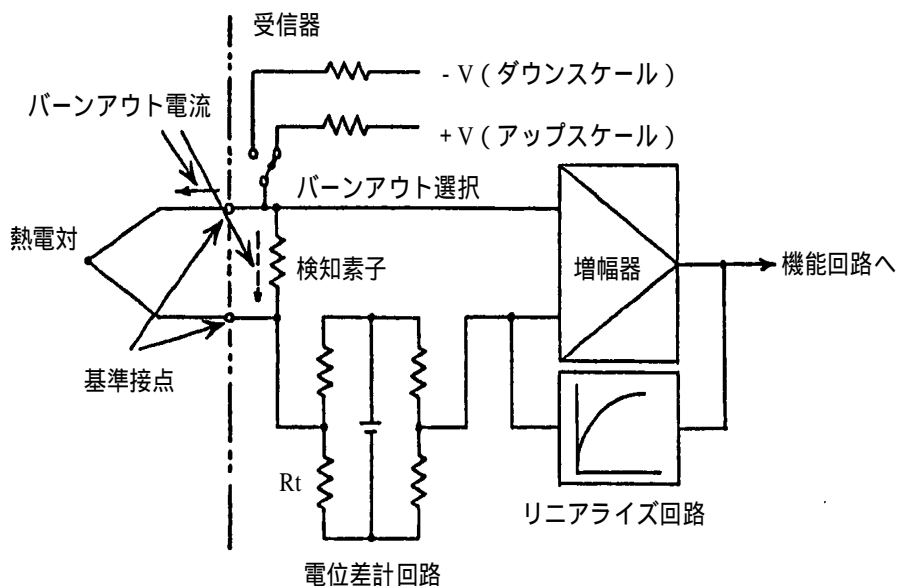 受信器
- V (ダウンスケール)
バーンアウト電流
+ V (アップスケール)
バーンアウト選択
熱電対
検知素子
増幅器
機能回路へ
基準接点
Rt
リニアライズ回路
電位差計回路